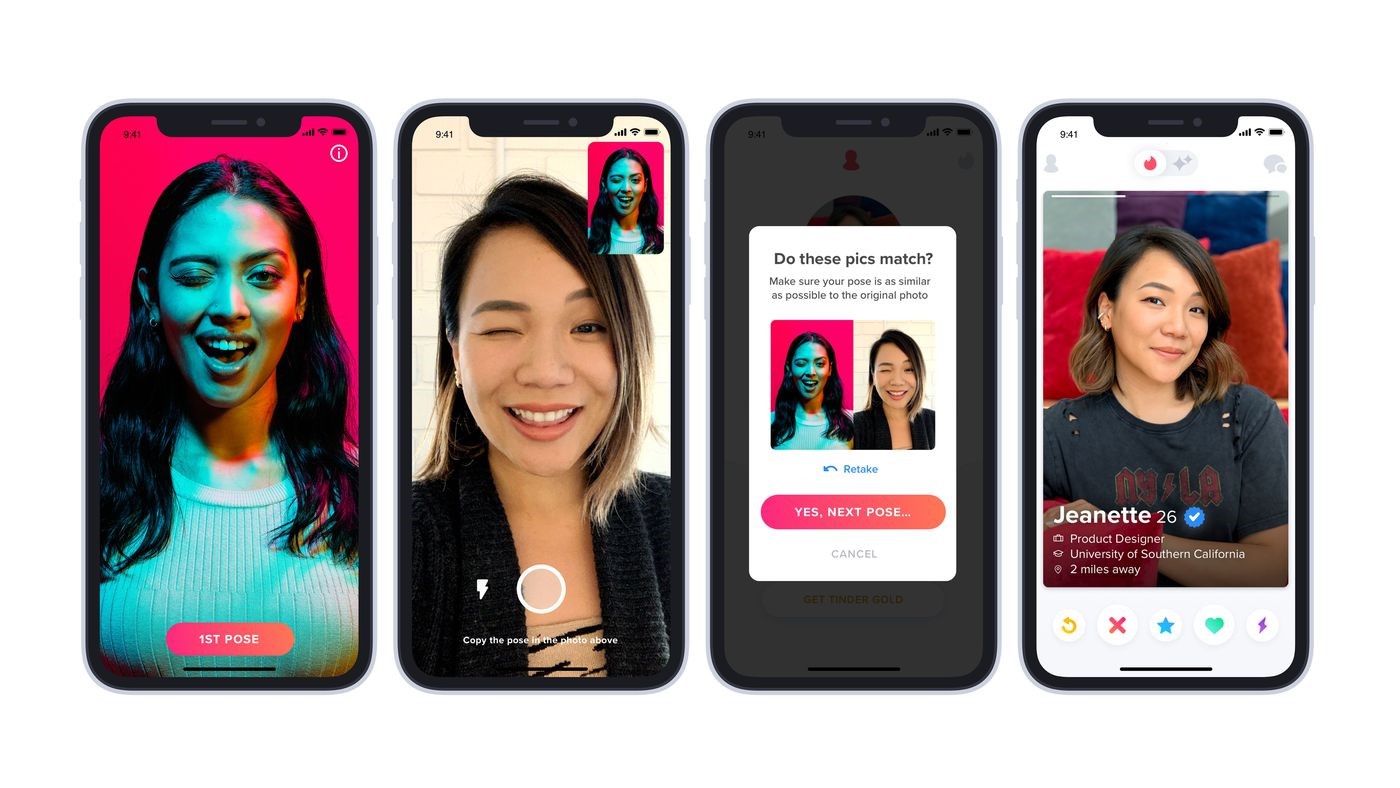 9:41
1ST POSE
9:41
Copy the pose in the photo above
9:41
Do these pics match?
Make sure your pose is as similar
as possible to the original photo
Retake
YES, NEXT POSE...
CANCEL
GET TINDER GOLD
9:41
NY LA
Jeanette 26
Product Designer
University of Southern California
2 miles away